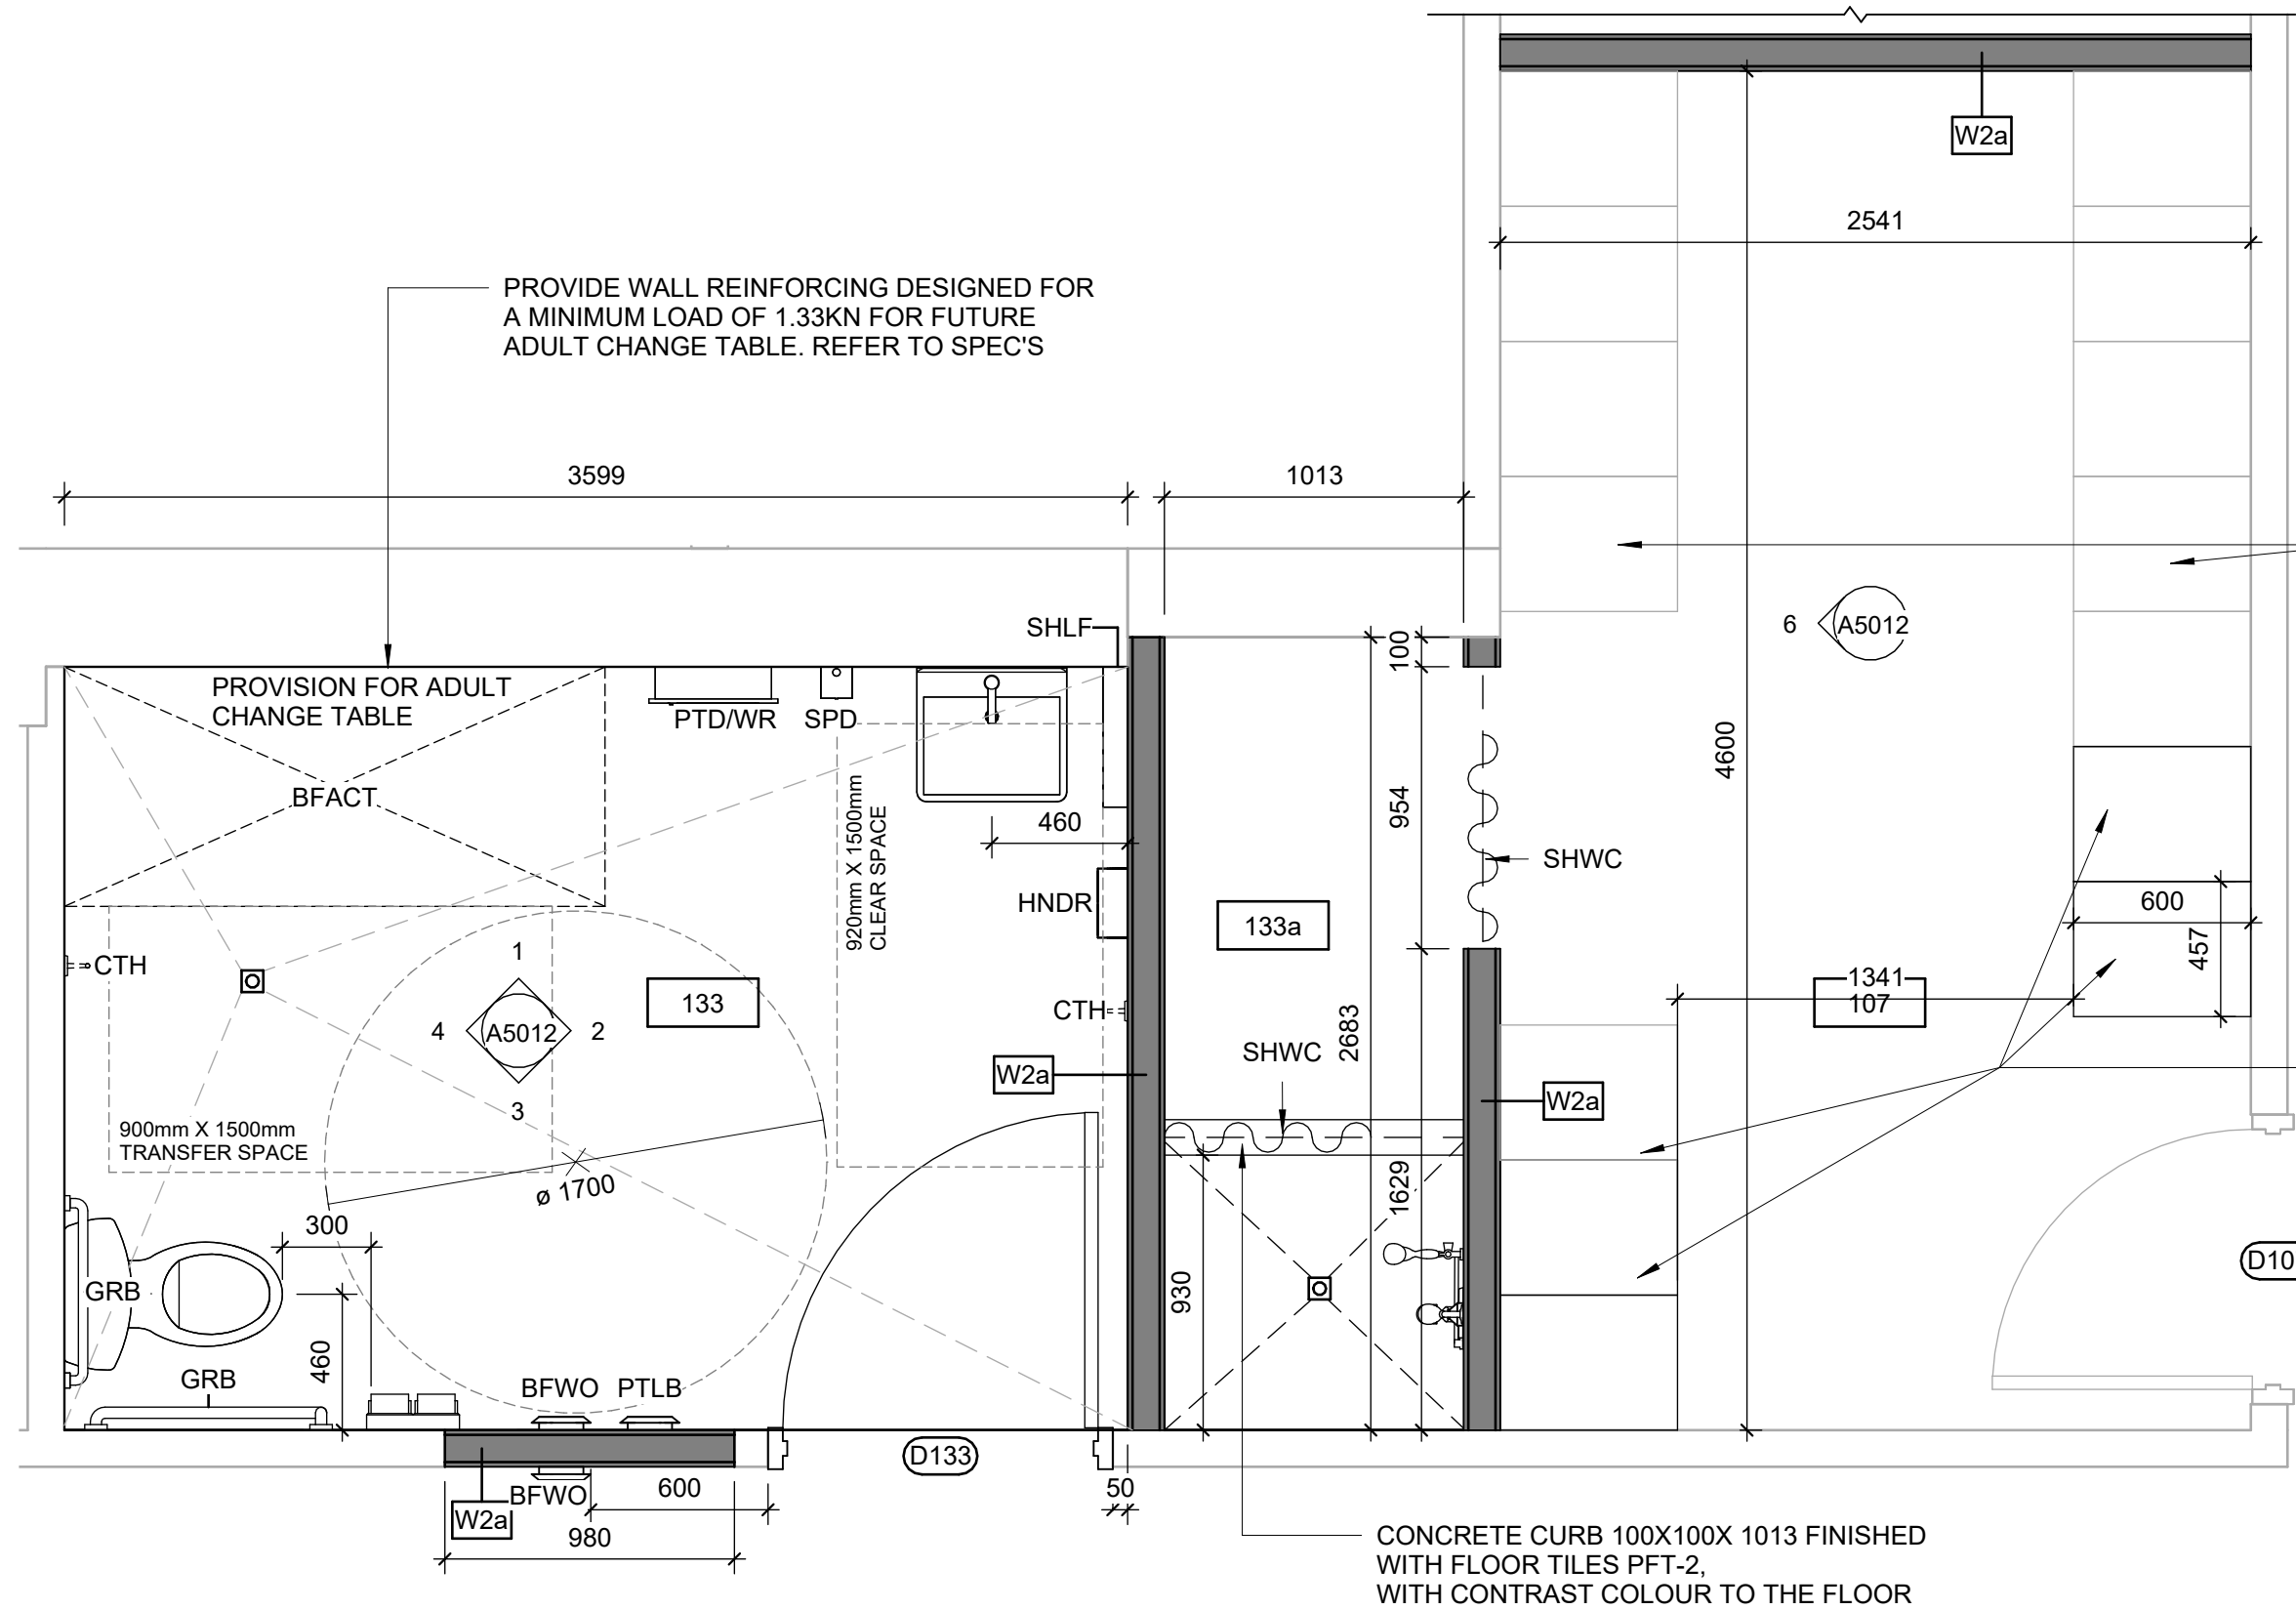 W2a
2541
PROVIDE WALL REINFORCING DESIGNED FOR
A MINIMUM LOAD OF 1.33KN FOR FUTURE
ADULT CHANGE TABLE. REFER TO SPEC'S
3599
1013
SHLF
100
6
A5012
PROVISION FOR ADULT
CHANGE TABLE
PTD/WR
SPD
BFACT
920mm X 1500mm
CLEAR SPACE
460
954
4600
SHWC
HNDR
133a
600
457
CTH
1
133
4
A5012
2
3
CTH
1341
107
2683
SHWC
W2a
W2a
900mm X 1500mm
TRANSFER SPACE
ø 1700
1629
300
930
GRB
460
GRB
BFWO
PTLB
D10
D133
BFWO
600
50
W2a
980
CONCRETE CURB 100X100X 1013 FINISHED
WITH FLOOR TILES PFT-2,
WITH CONTRAST COLOUR TO THE FLOOR